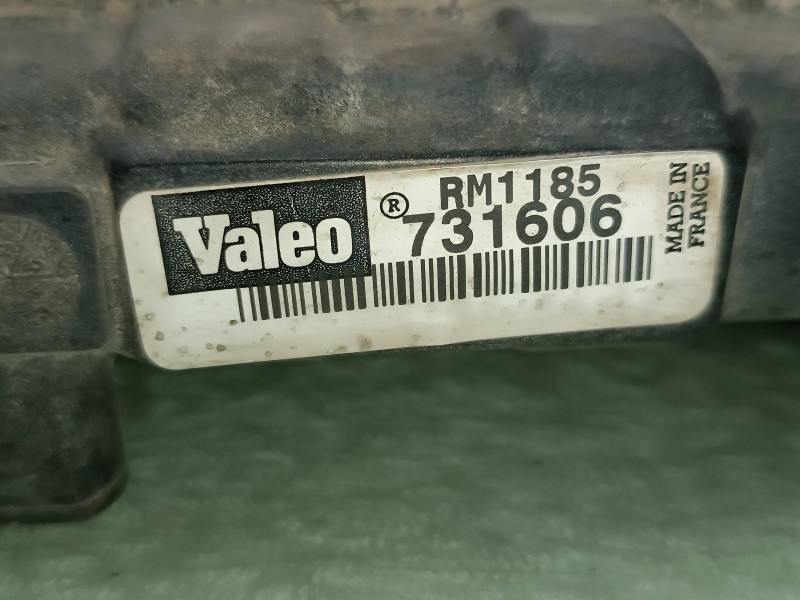 Valeo ®
RM1185
731606
MADE IN
FRANCE